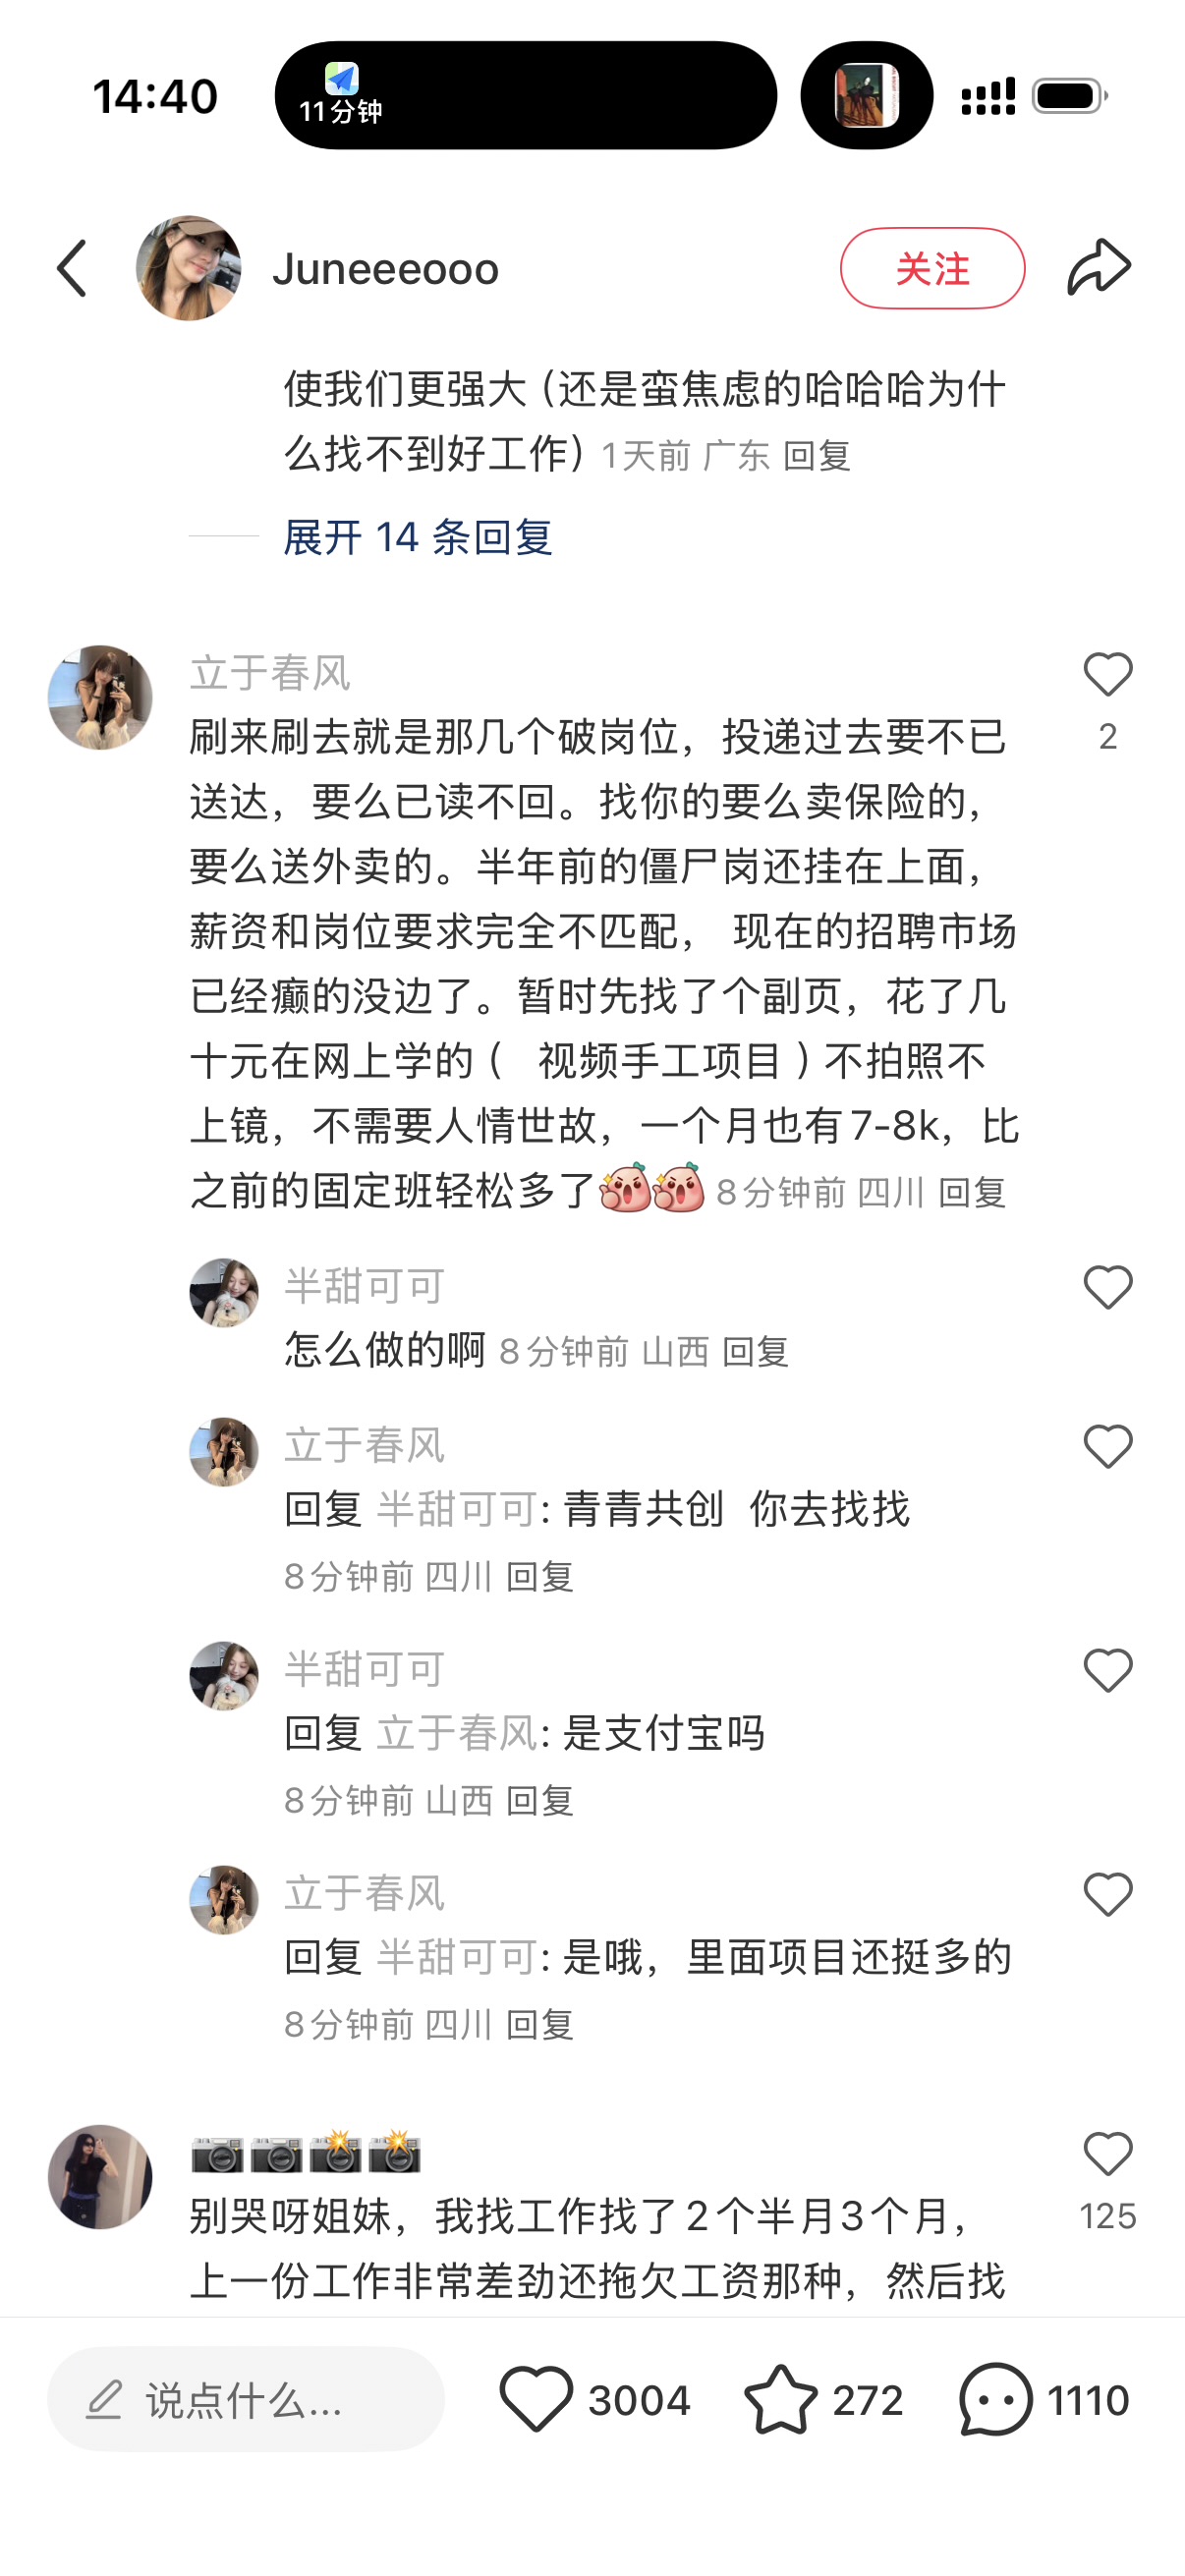 14:40
11分钟
Juneeeooo
关注
使我们更强大（还是蛮焦虑的哈哈哈为什
么找不到好工作）1天前 广东 回复
展开 14 条回复
立于春风
刷来刷去就是那几个破岗位，投递过去要不已
2
送达，要么已读不回。找你的要么卖保险的，
要么送外卖的。半年前的僵尸岗还挂在上面，
薪资和岗位要求完全不匹配， 现在的招聘市场
已经癫的没边了。暂时先找了个副页，花了几
十元在网上学的（ 视频手工项目）不拍照不
上镜，不需要人情世故，一个月也有7-8k，比
之前的固定班轻松多了 8分钟前 四川 回复
半甜可可
怎么做的啊 8分钟前 山西 回复
立于春风
回复 半甜可可: 青青共创 你去找找
8分钟前 四川 回复
半甜可可
回复 立于春风: 是支付宝吗
8分钟前 山西 回复
立于春风
回复 半甜可可: 是哦，里面项目还挺多的
8分钟前 四川 回复
📷📷📸📸
别哭呀姐妹，我找工作找了2个半月3个月，
125
上一份工作非常差劲还拖欠工资那种，然后找
说点什么...
3004
272
1110